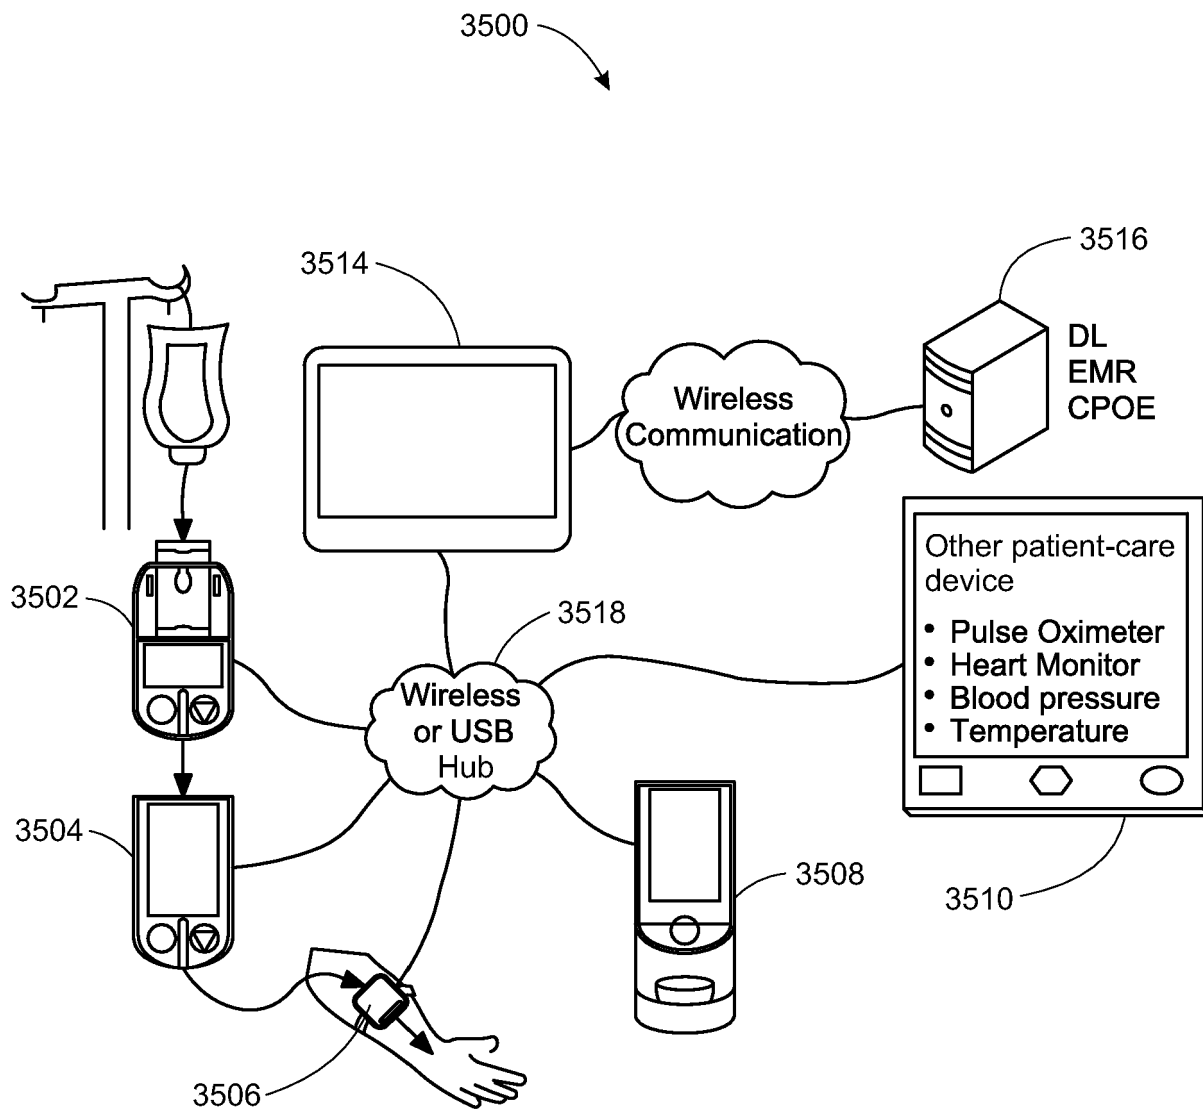 3500
3516
3514
DL
EMR
CPOE
Wireless
Communication
Other patient-care
device
• Pulse Oximeter
• Heart Monitor
• Blood pressure
• Temperature
3502
3518
Wireless
or USB
Hub
3504
3508
3510
3506